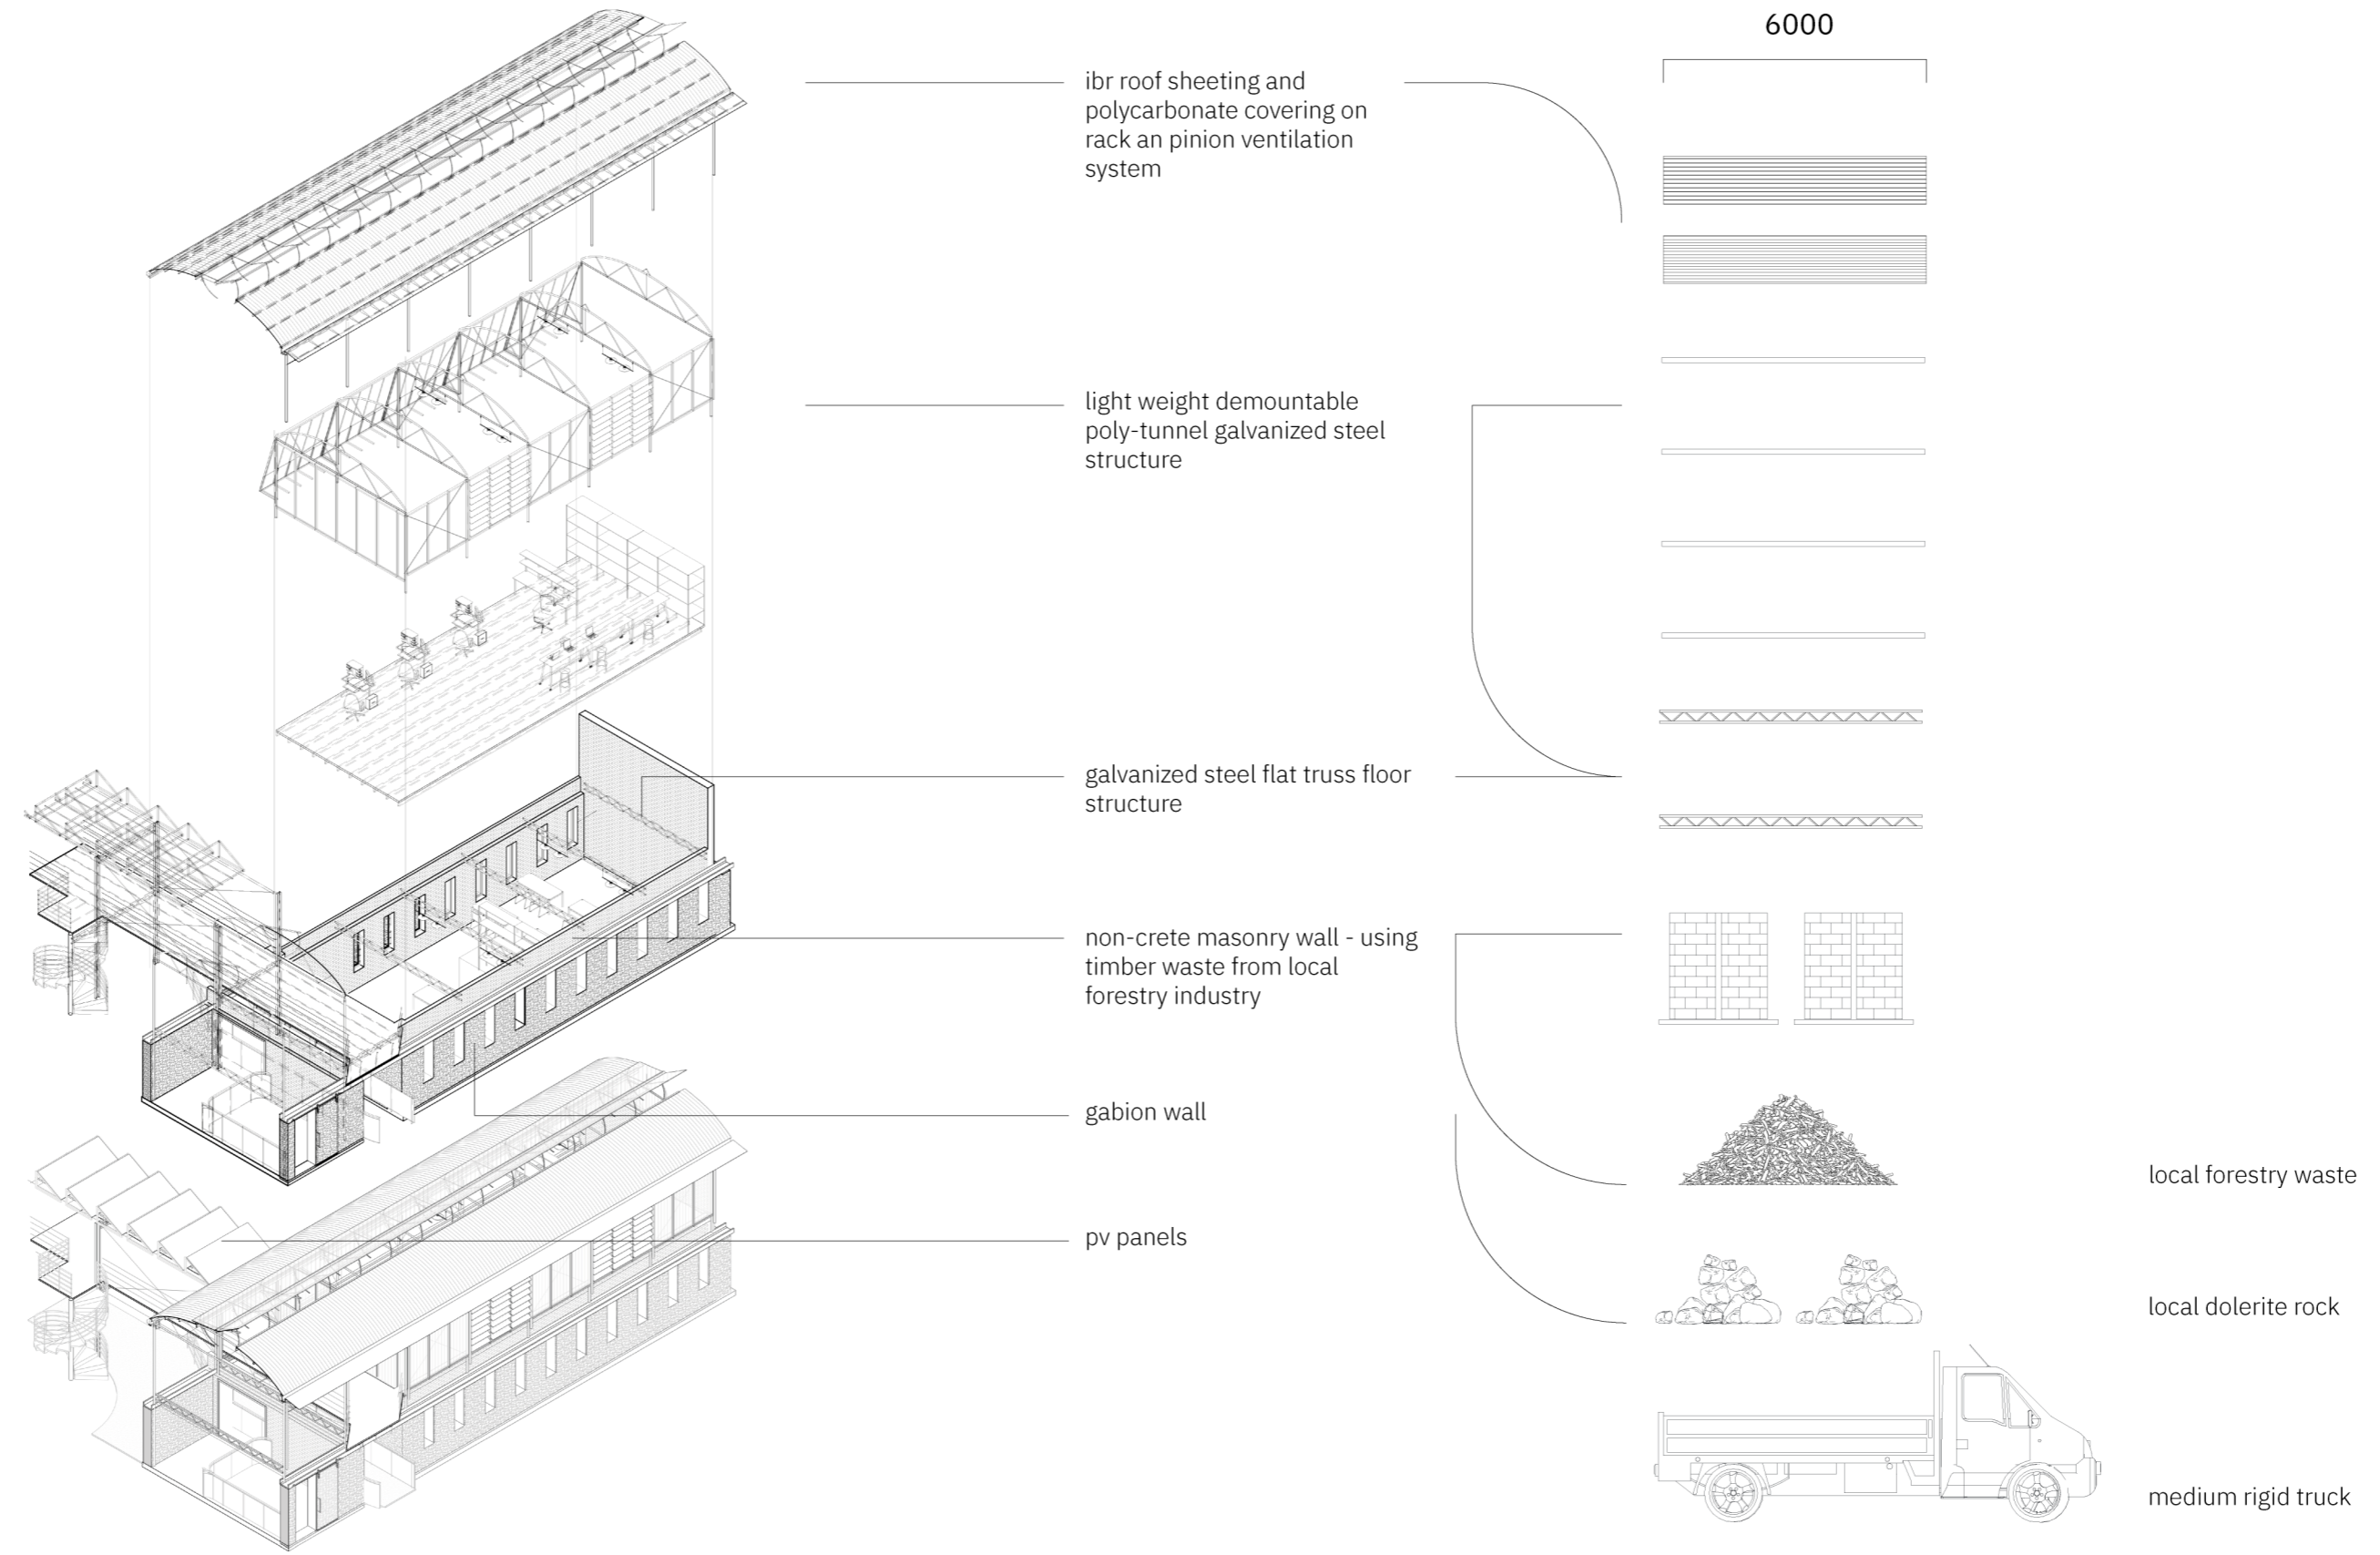 6000
ibr roof sheeting and
polycarbonate covering on
rack an pinion ventilation
system
light weight demountable
poly-tunnel galvanized steel
structure
galvanized steel flat truss floor
structure
non-crete masonry wall - using
timber waste from local
forestry industry
gabion wall
local forestry waste
pv panels
local dolerite rock
medium rigid truck